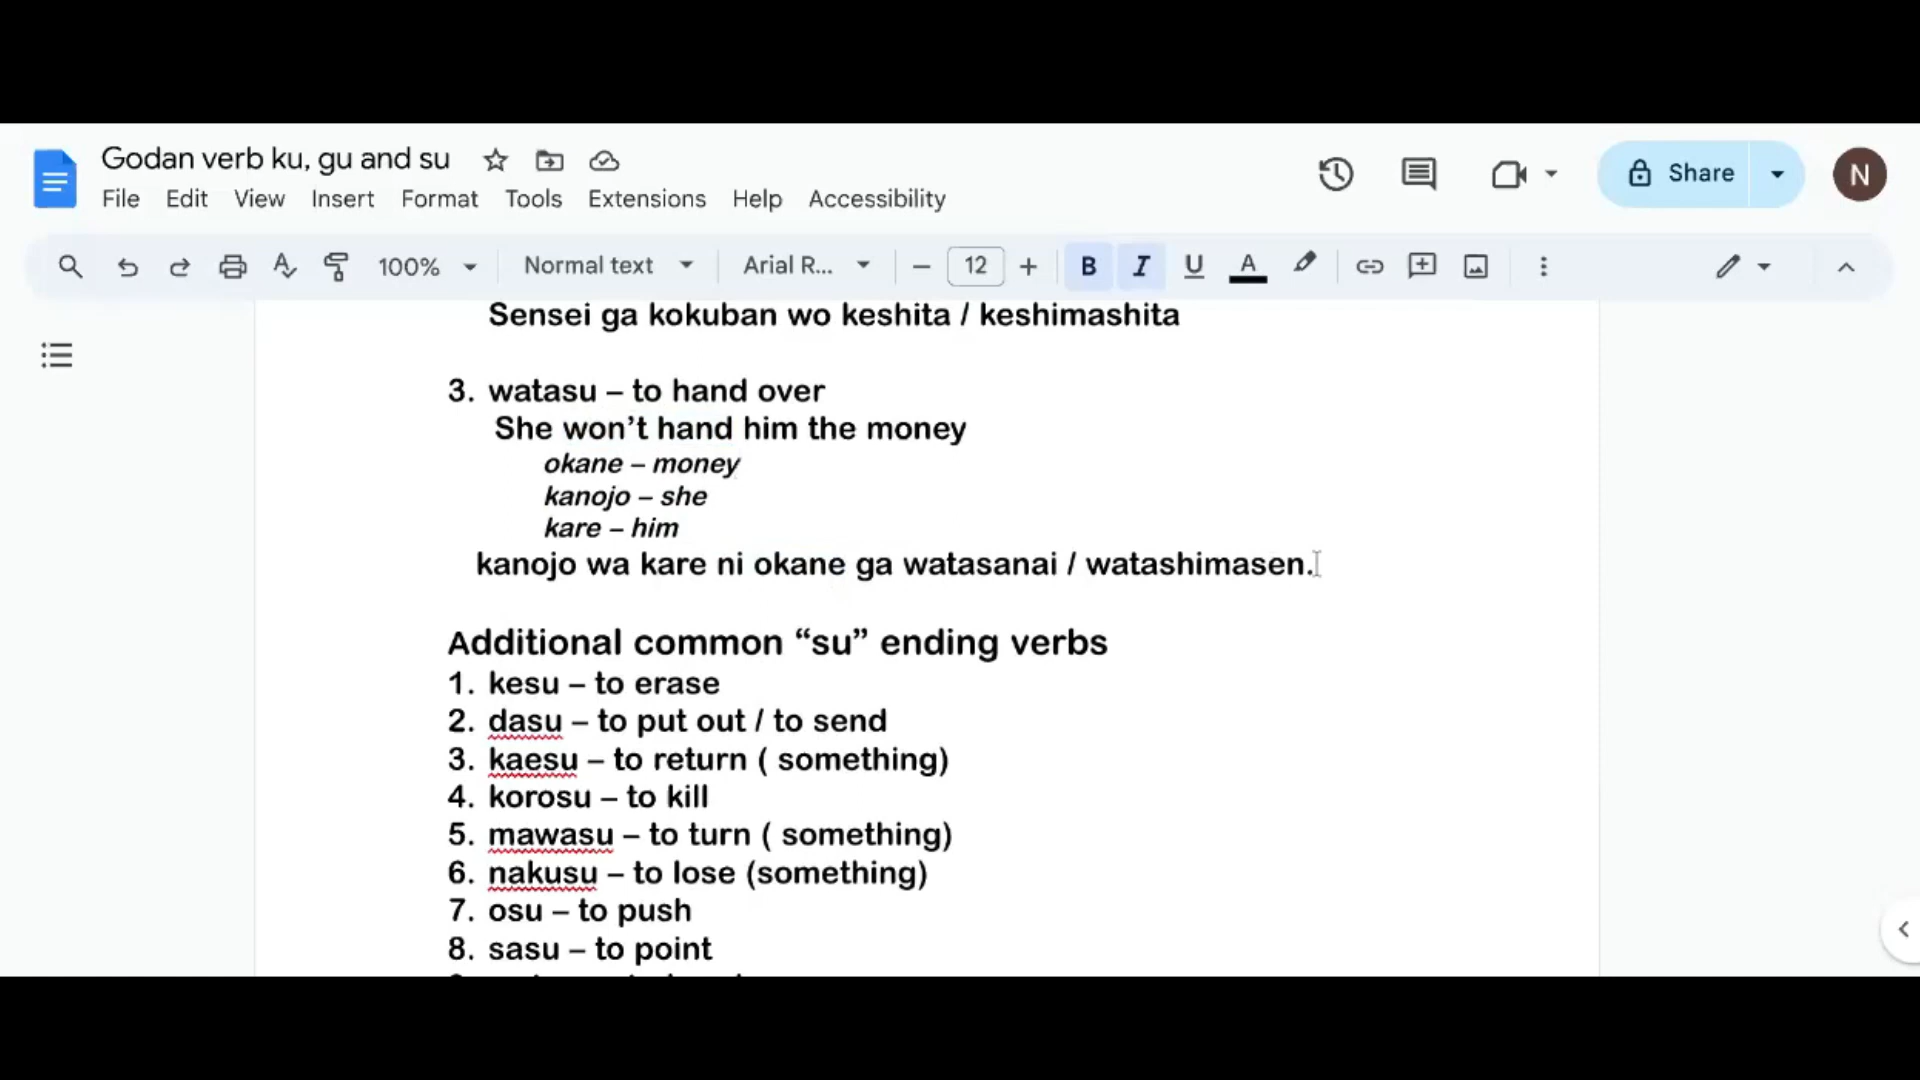 Godan verb ku, gu and su
File Edit View Insert Format Tools Extensions Help Accessibility
Share
N
100% Normal text Arial R... 12 B I U A
Sensei ga kokuban wo keshita / keshimashita
3. watasu – to hand over
She won’t hand him the money
okane – money
kanojo – she
kare – him
kanojo wa kare ni okane ga watasanai / watashimasen.
Additional common “su” ending verbs
1. kesu – to erase
2. dasu – to put out / to send
3. kaesu – to return ( something)
4. korosu – to kill
5. mawasu – to turn ( something)
6. nakusu – to lose (something)
7. osu – to push
8. sasu – to point